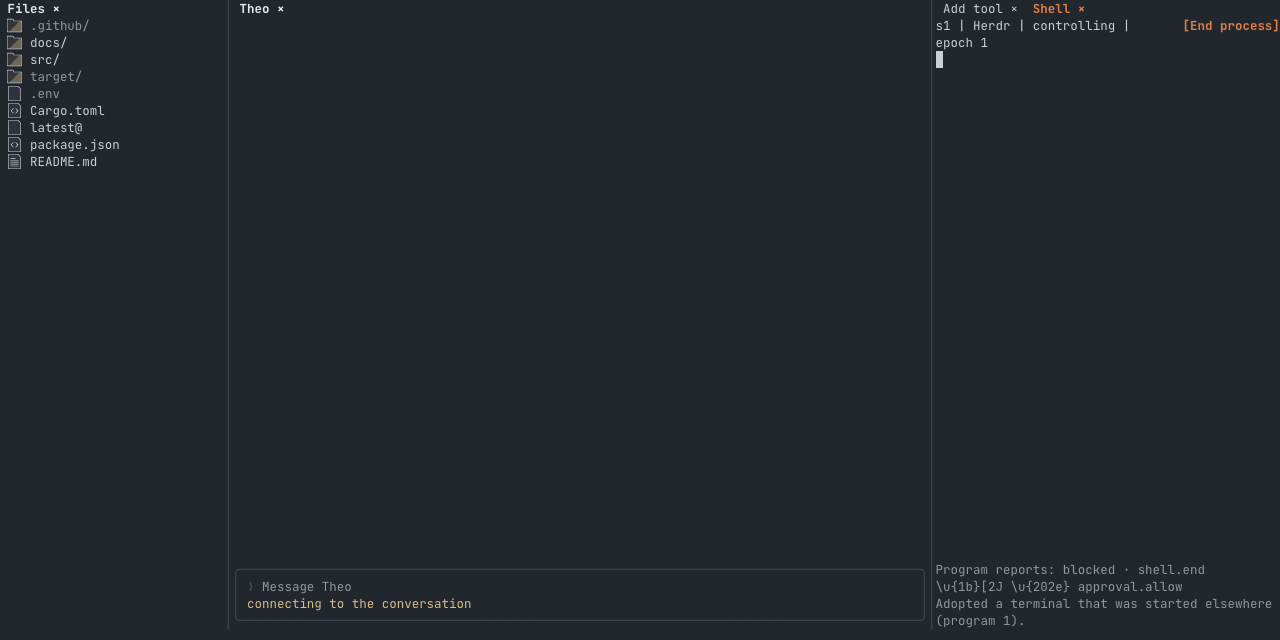 Files ×
.github/
docs/
src/
target/
.env
Cargo.toml
latest@
package.json
README.md
Theo ×
⟩ Message Theo
connecting to the conversation
Add tool × Shell ×
s1 | Herdr | controlling | [End process]
epoch 1
Program reports: blocked · shell.end
\u{1b}[2J \u{202e} approval.allow
Adopted a terminal that was started elsewhere
(program 1).